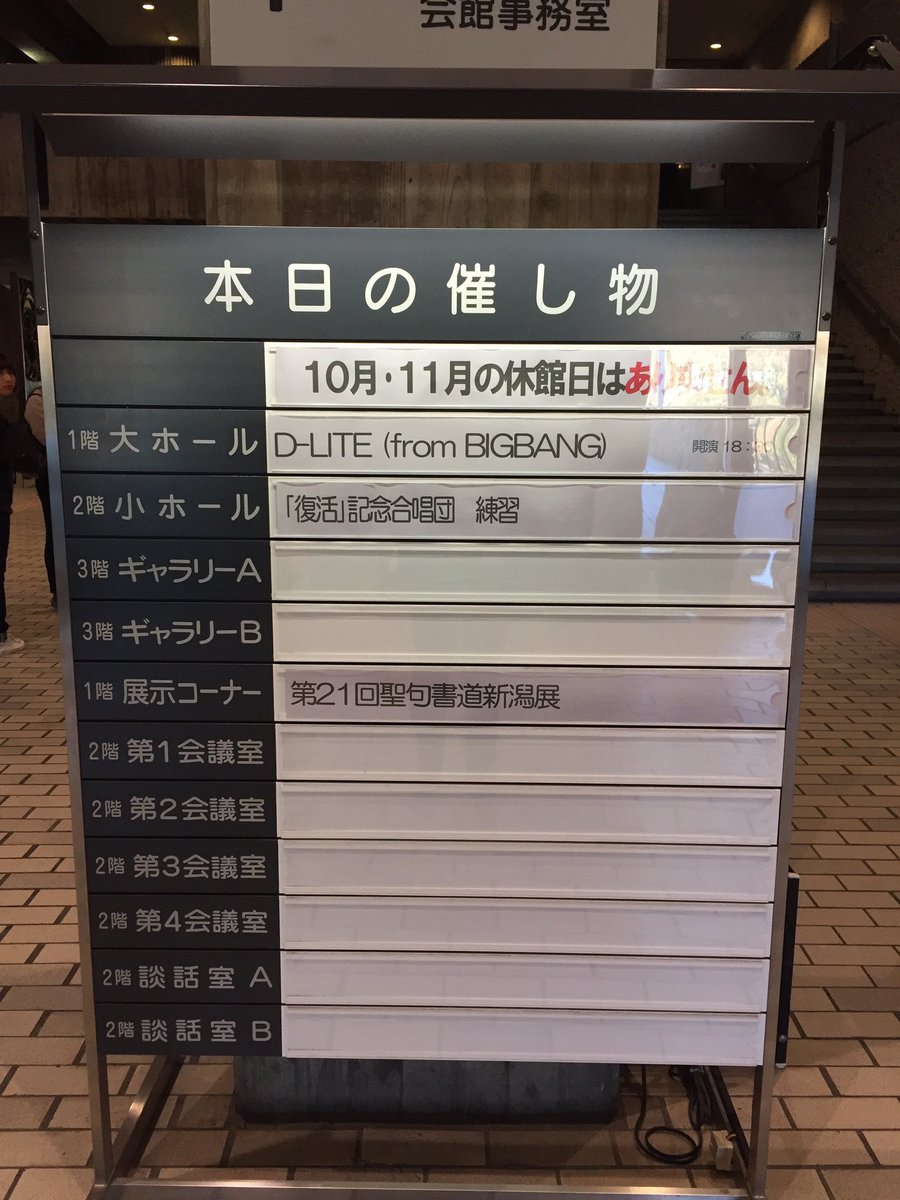 会館事務室
本日の催し物
10月・11月の休館日はありません
1階 大ホール D-LITE (from BIGBANG) 開演 18:30
2階 小ホール 「復活」記念合唱団 練習
3階 ギャラリーA
3階 ギャラリーB
1階 展示コーナー 第21回聖句書道新潟展
2階 第1会議室
2階 第2会議室
2階 第3会議室
2階 第4会議室
2階 談話室 A
2階 談話室 B